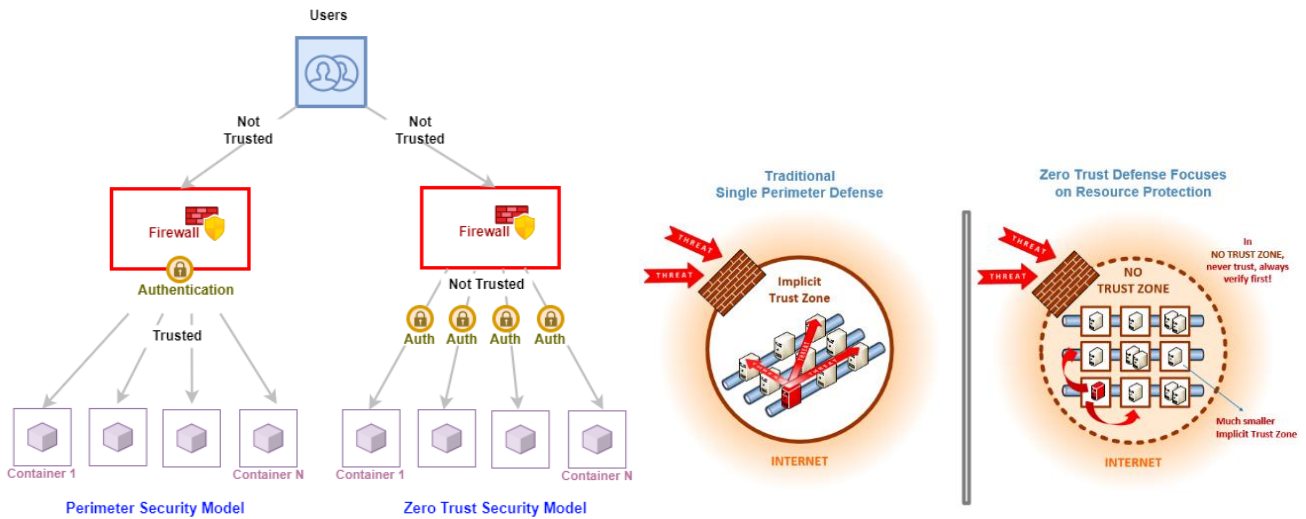 Users
Not
Trusted
Not
Trusted
Firewall
Authentication
Trusted
Container 1
Container N
Perimeter Security Model
Firewall
Not Trusted
Auth
Auth
Auth
Auth
Container 1
Container N
Zero Trust Security Model
Traditional
Single Perimeter Defense
THREAT
THREAT
Implicit
Trust Zone
THREAT
THREAT
INTERNET
Zero Trust Defense Focuses
on Resource Protection
THREAT
THREAT
In
NO TRUST ZONE,
never trust, always
verify first!
NO
TRUST ZONE
Much smaller
Implicit Trust Zone
INTERNET